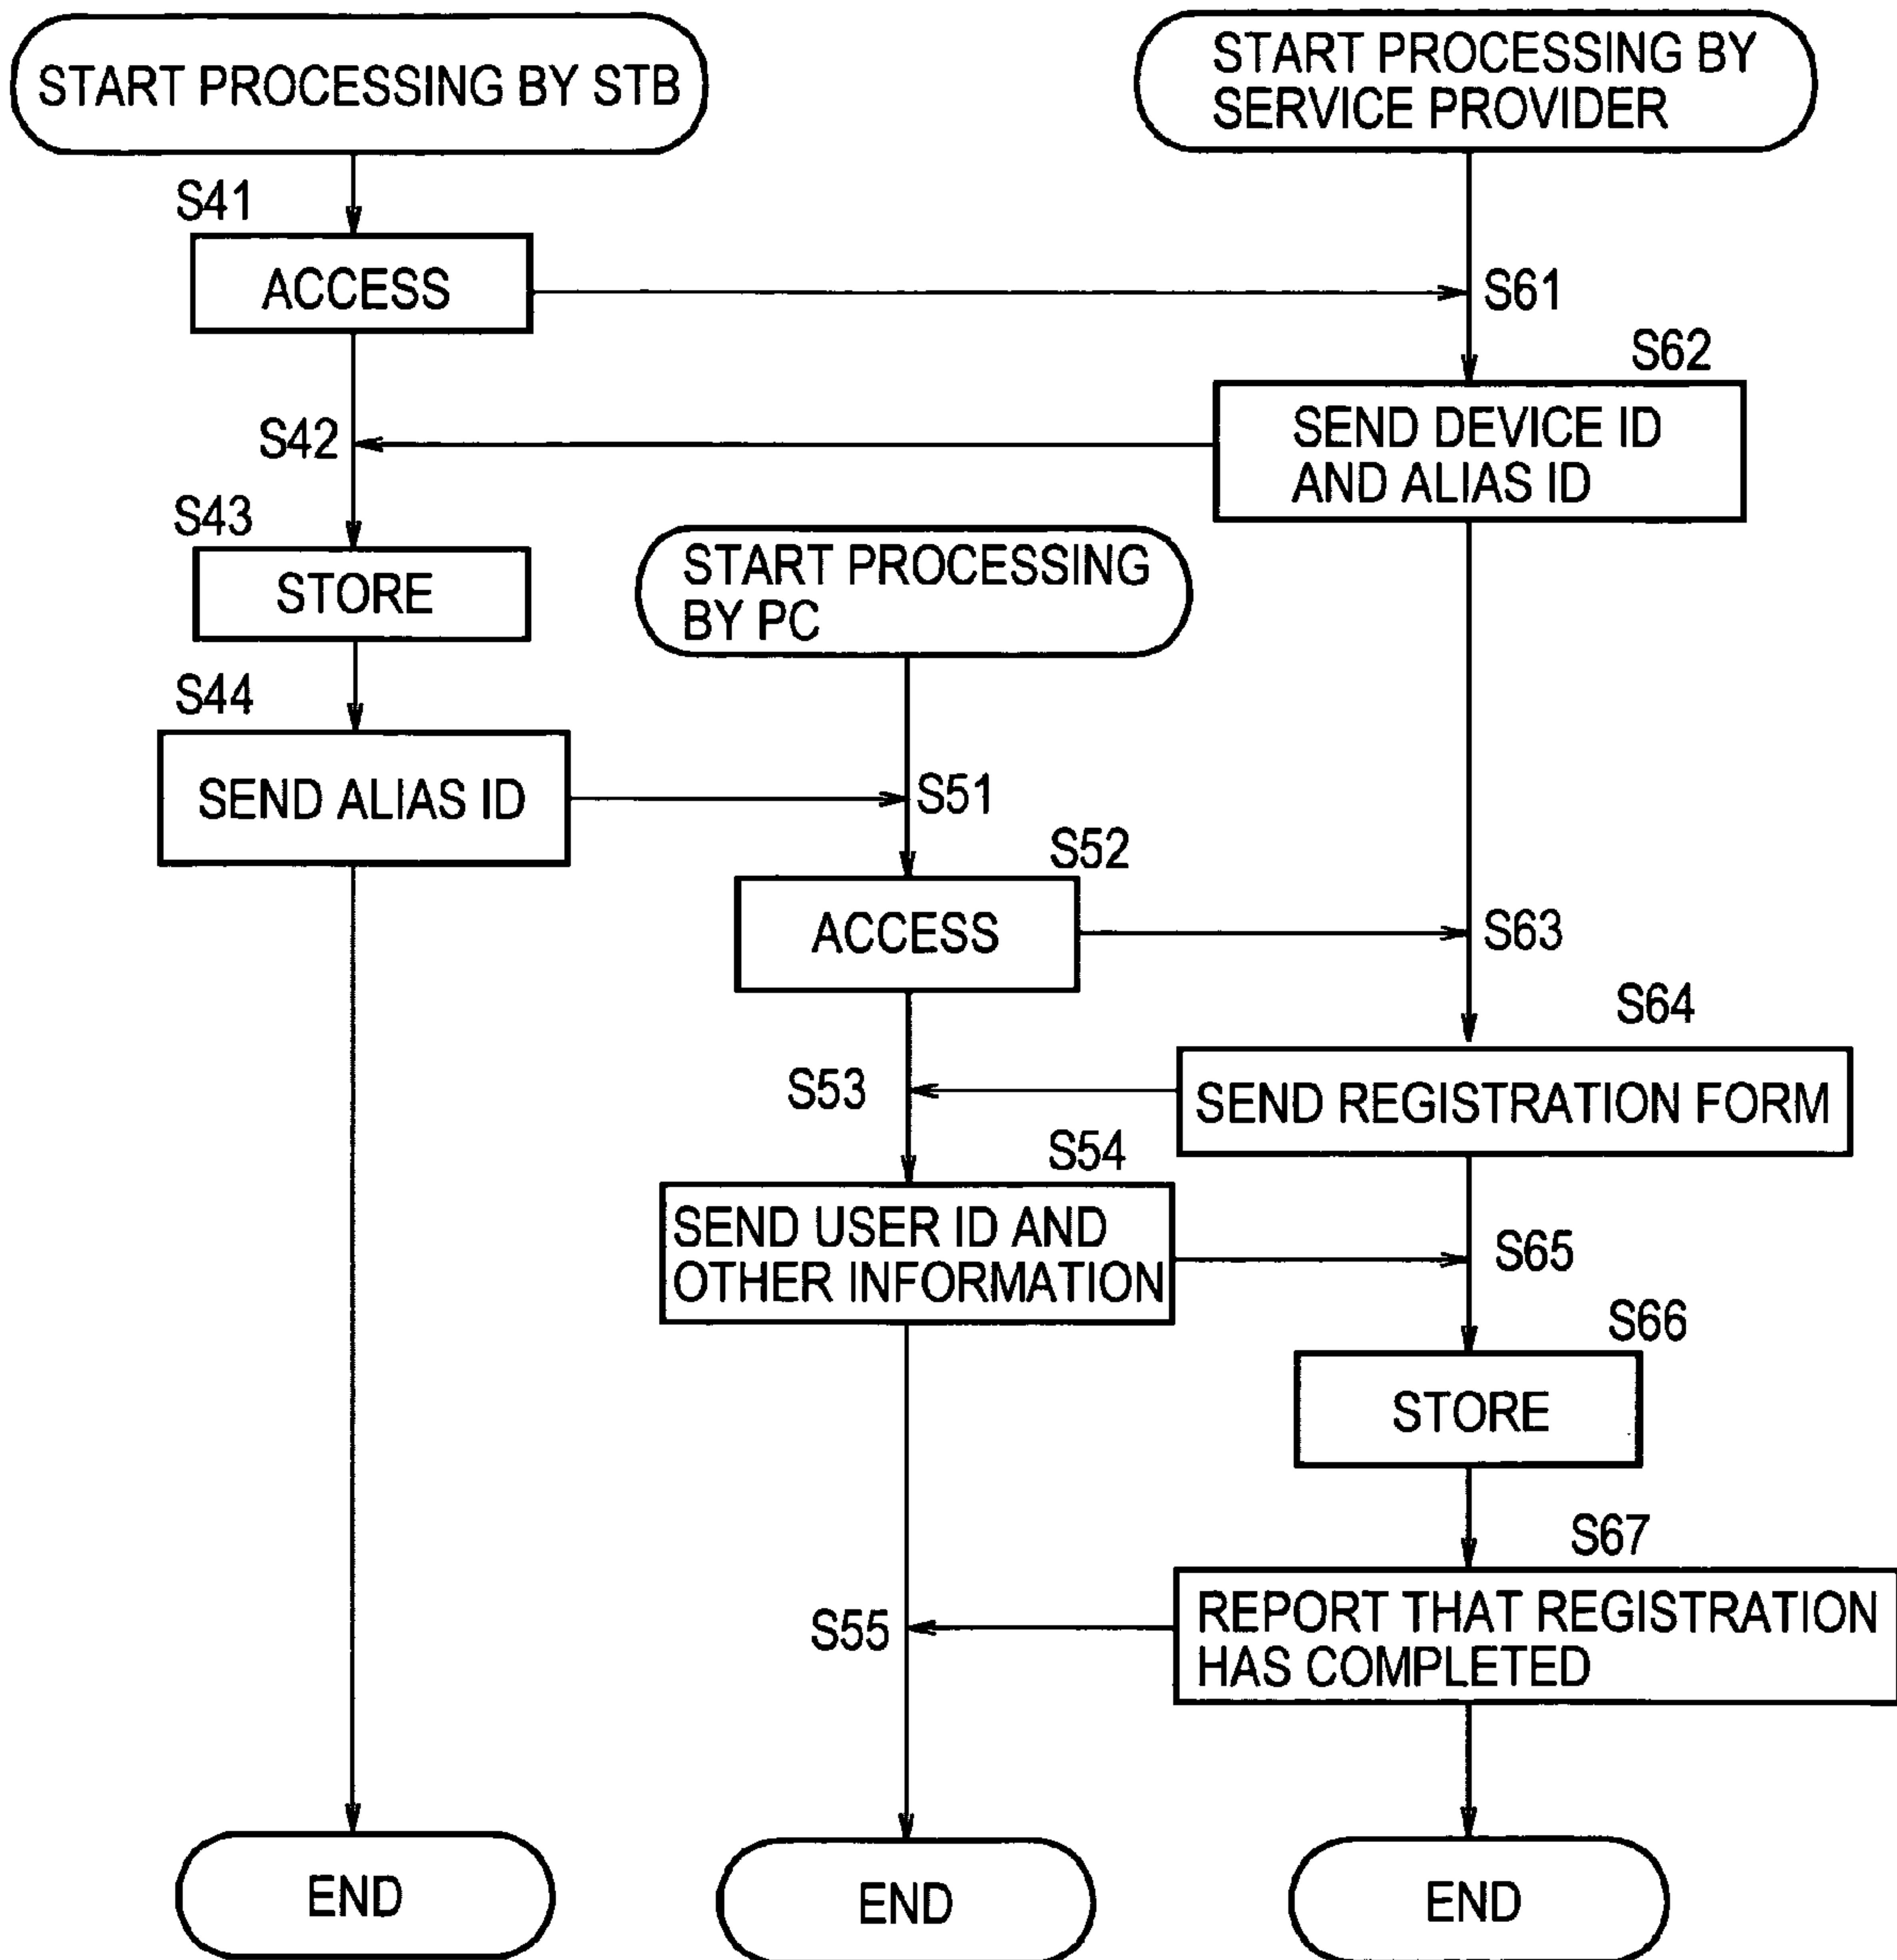 START PROCESSING BY STB
START PROCESSING BY
SERVICE PROVIDER
S41
ACCESS
S61
S62
SEND DEVICE ID
AND ALIAS ID
S42
S43
STORE
START PROCESSING
BY PC
S44
SEND ALIAS ID
S51
S52
ACCESS
S63
S64
SEND REGISTRATION FORM
S53
S54
SEND USER ID AND
OTHER INFORMATION
S65
S66
STORE
S67
REPORT THAT REGISTRATION
HAS COMPLETED
S55
END
END
END